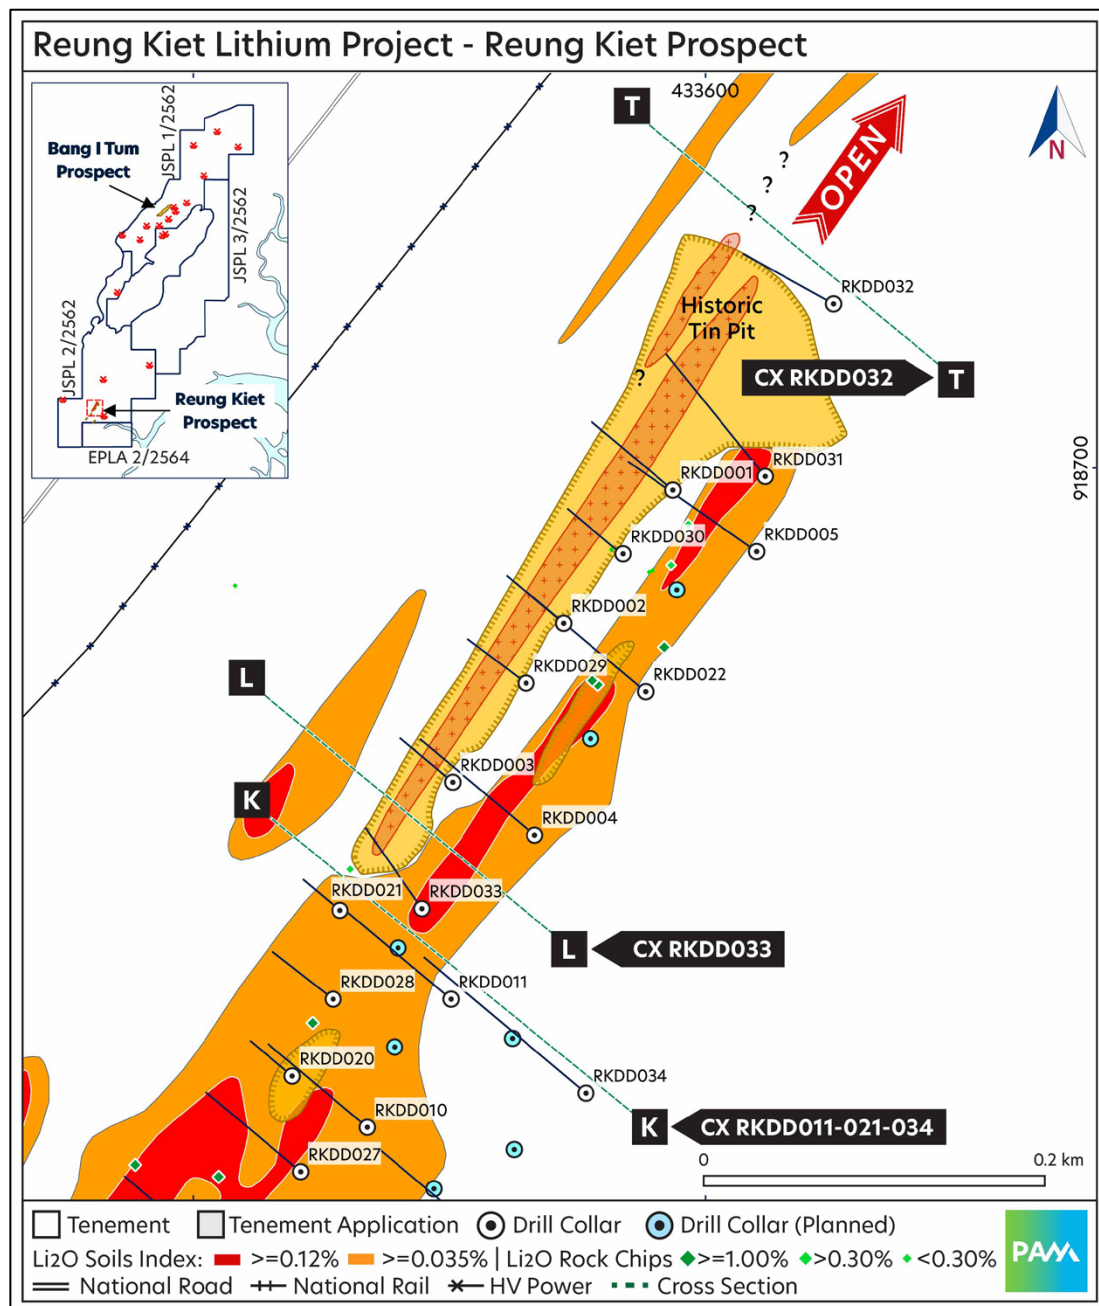 Reung Kiet Lithium Project - Reung Kiet Prospect
433600
918700
N
OPEN
JSPL 1/2562
Bang I Tum
Prospect
JSPL 3/2562
JSPL 2/2562
Reung Kiet
Prospect
EPLA 2/2564
T
?
?
?
RKDD032
Historic
Tin Pit
CX RKDD032
T
?
RKDD001
RKDD031
RKDD030
RKDD005
RKDD002
RKDD029
RKDD022
L
RKDD003
K
RKDD004
RKDD021
RKDD033
L
CX RKDD033
RKDD028
RKDD011
RKDD020
RKDD034
RKDD010
K
CX RKDD011-021-034
RKDD027
0
0.2 km
Tenement
Tenement Application
Drill Collar
Drill Collar (Planned)
Li2O Soils Index: >=0.12% >=0.035% | Li2O Rock Chips >=1.00% >0.30% <0.30%
National Road
National Rail
HV Power
Cross Section
PAM